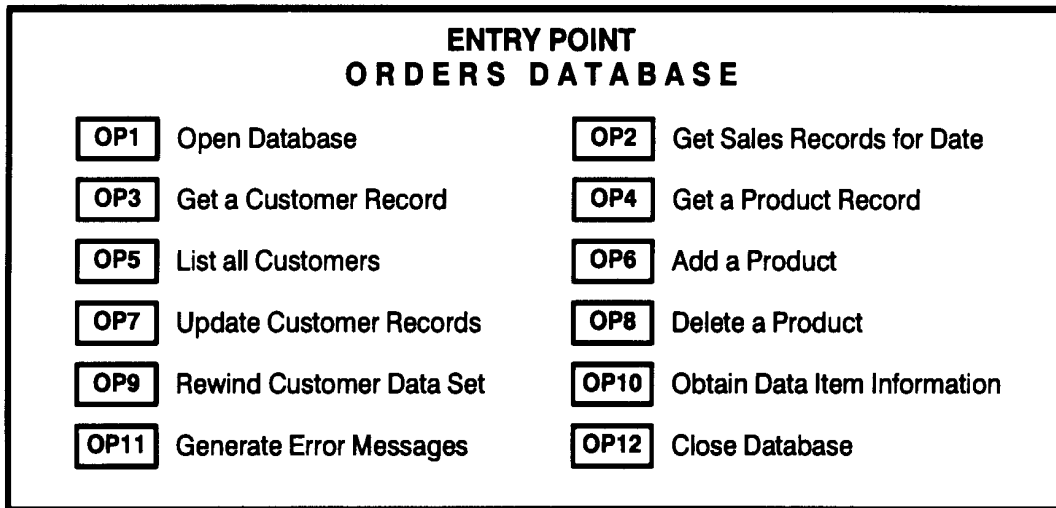 ENTRY POINT
ORDERS DATABASE
OP1 Open Database OP2 Get Sales Records for Date
OP3 Get a Customer Record OP4 Get a Product Record
OP5 List all Customers OP6 Add a Product
OP7 Update Customer Records OP8 Delete a Product
OP9 Rewind Customer Data Set OP10 Obtain Data Item Information
OP11 Generate Error Messages OP12 Close Database